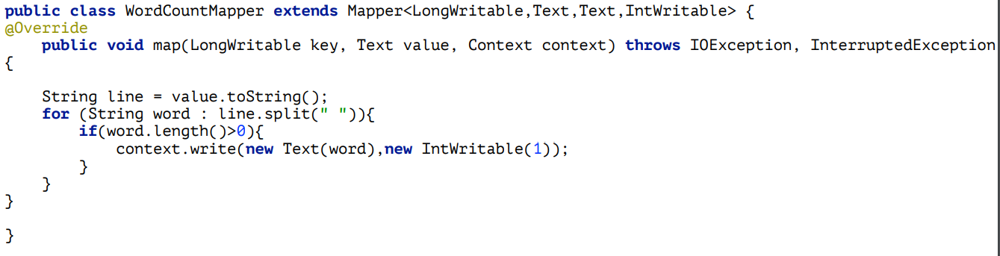 public class WordCountMapper extends Mapper<LongWritable,Text,Text,IntWritable> {
@Override
    public void map(LongWritable key, Text value, Context context) throws IOException, InterruptedException
{

    String line = value.toString();
    for (String word : line.split(" ")){
        if(word.length()>0){
            context.write(new Text(word),new IntWritable(1));
        }
    }
}

}